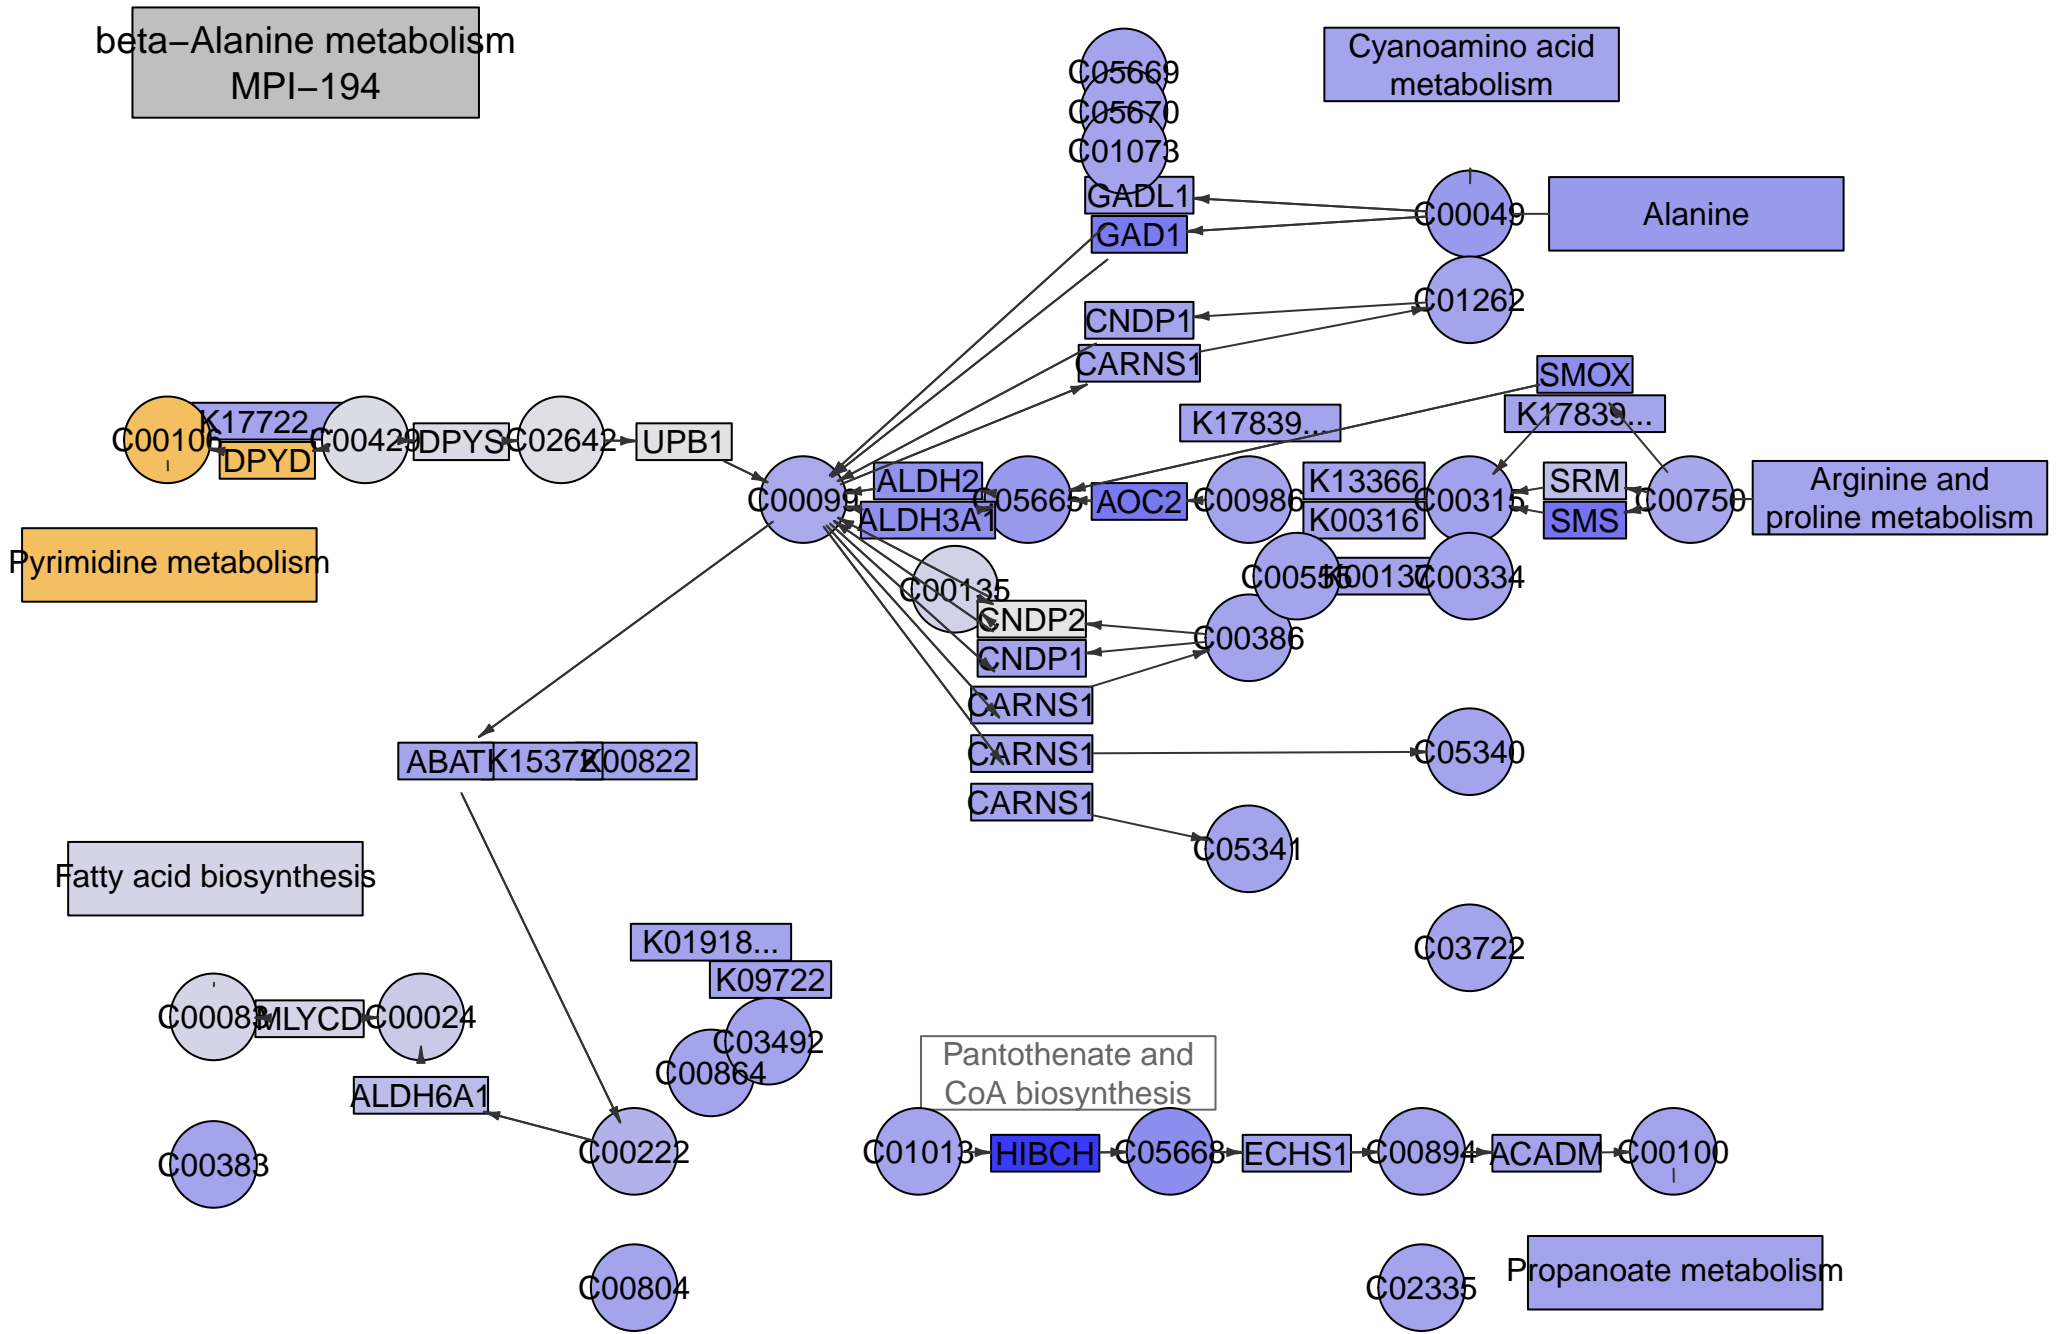 beta−Alanine metabolism
MPI−194
C05669
C05670
C01073
Cyanoamino acid
metabolism
GADL1
GAD1
C00049
Alanine
C01262
CNDP1
CARNS1
SMOX
K17839...
K17839...
C00106
K17722...
DPYD
C00429
DPYS
C02642
UPB1
C00099
ALDH2
ALDH3A1
C05665
AOC2
C00986
K13366
K00316
C00315
SRM
SMS
C00750
Arginine and
proline metabolism
Pyrimidine metabolism
C00135
C00555
K00137
C00334
CNDP2
CNDP1
C00386
CARNS1
CARNS1
CARNS1
C05340
C05341
ABAT
K15372
K00822
Fatty acid biosynthesis
K01918...
K09722
C03722
C00083
MLYCD
C00024
C03492
C00864
ALDH6A1
Pantothenate and
CoA biosynthesis
C00383
C00222
C01013
HIBCH
C05668
ECHS1
C00894
ACADM
C00100
C00804
C02335
Propanoate metabolism